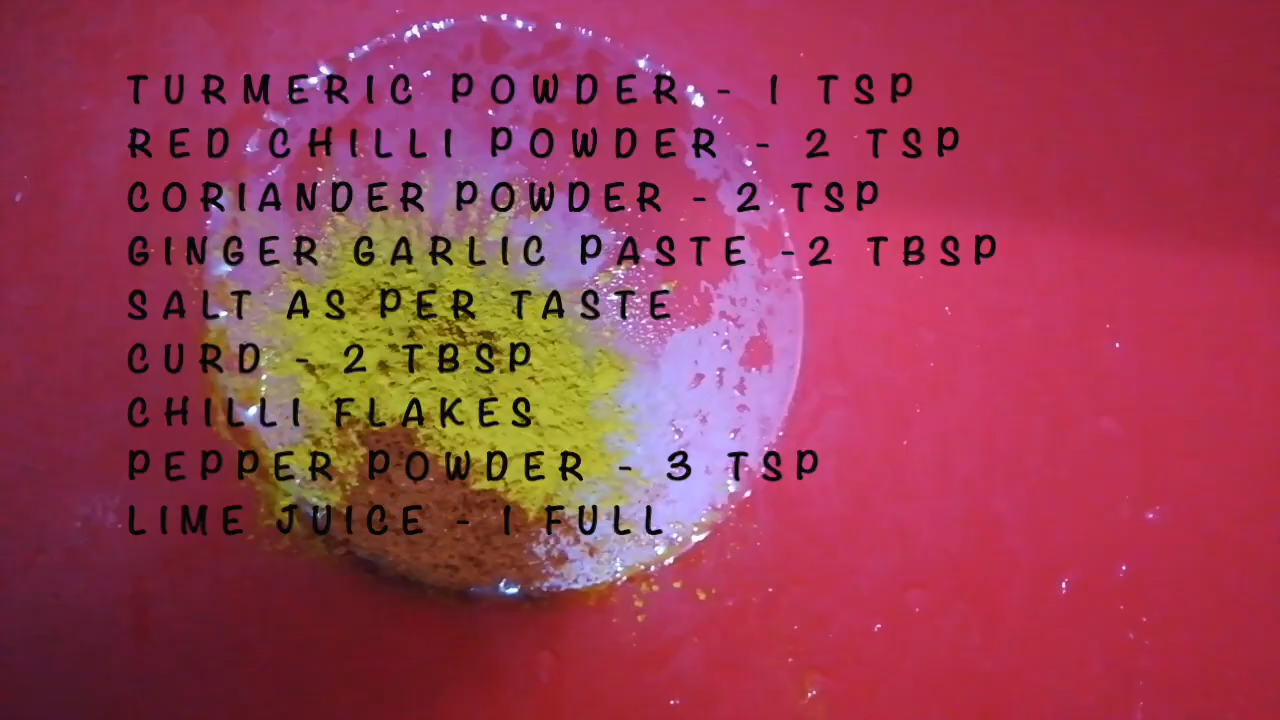 TURMERIC POWDER - 1 TSP
RED CHILLI POWDER - 2 TSP
CORIANDER POWDER - 2 TSP
GINGER GARLIC PASTE -2 TBSP
SALT AS PER TASTE
CURD - 2 TBSP
CHILLI FLAKES
PEPPER POWDER - 3 TSP
LIME JUICE - 1 FULL